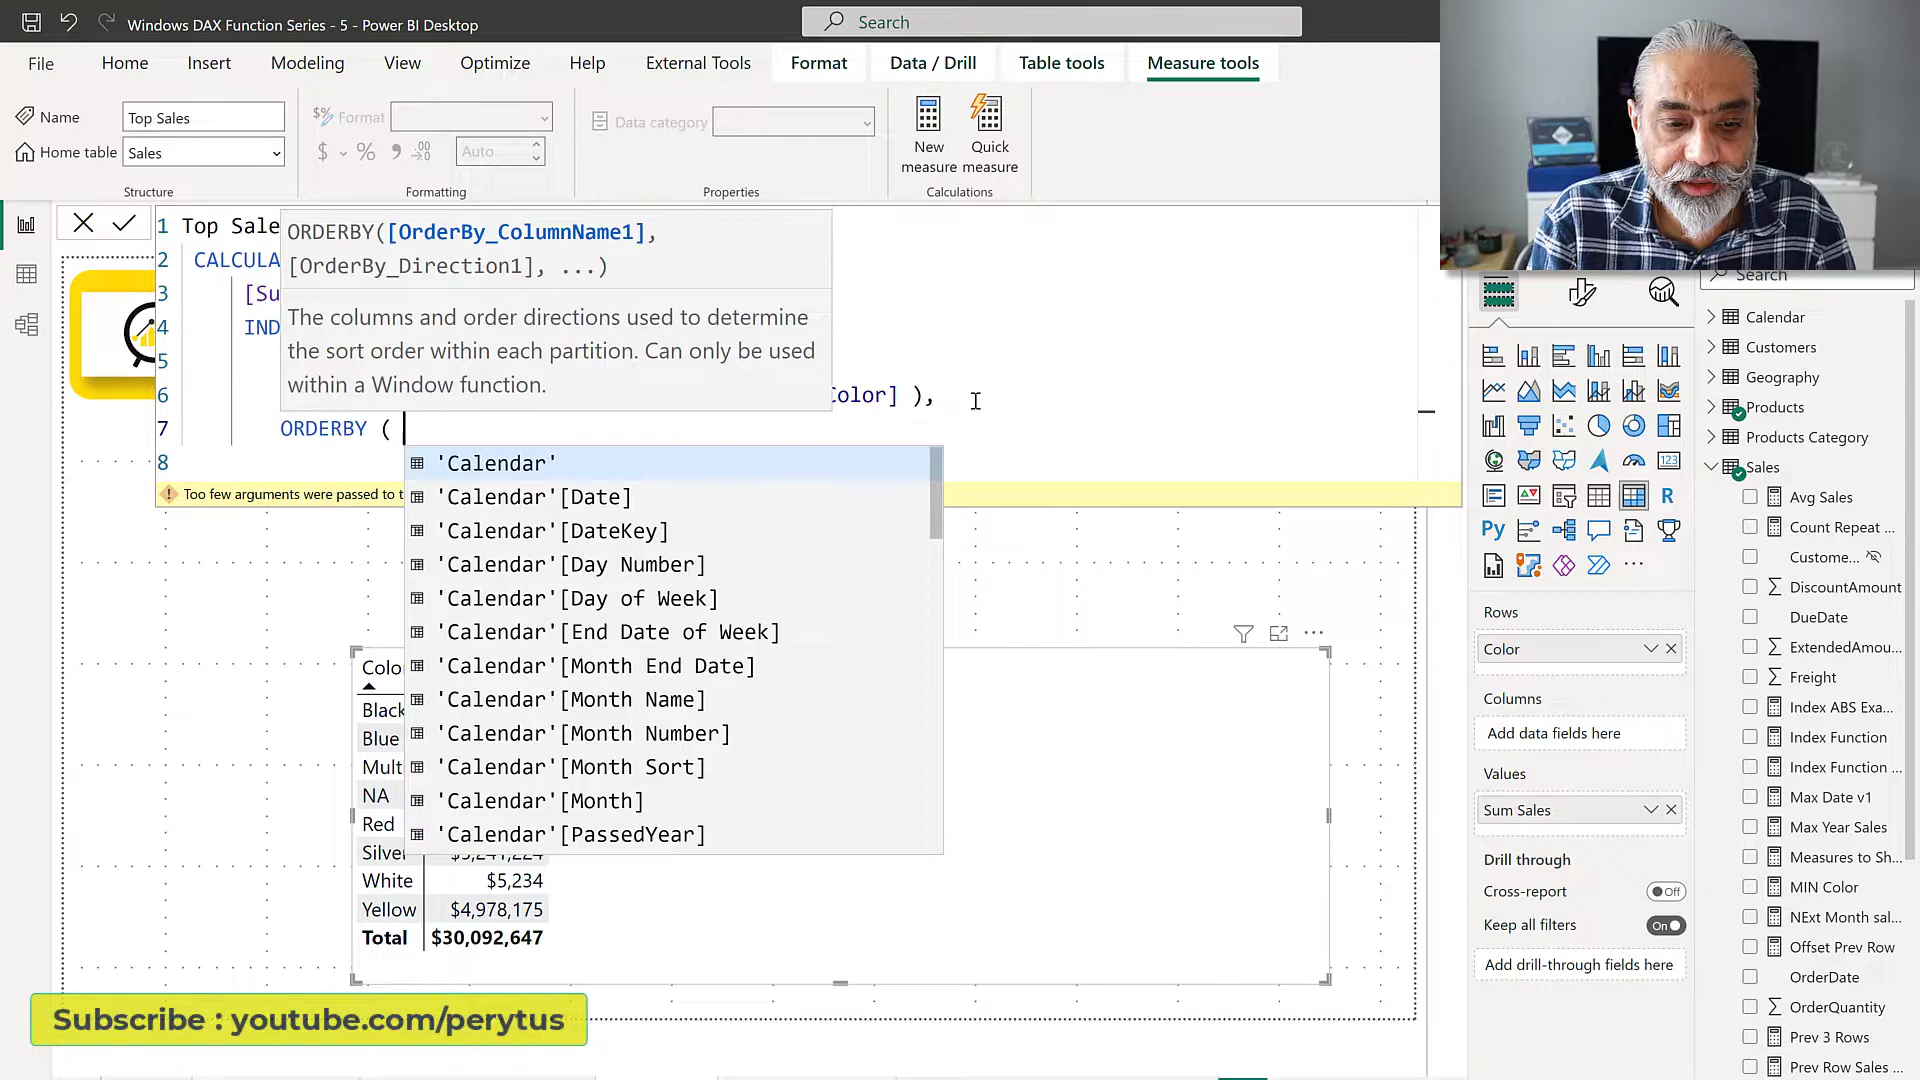 Windows DAX Function Series - 5 - Power BI Desktop
Search
File
Home
Insert
Modeling
View
Optimize
Help
External Tools
Format
Data / Drill
Table tools
Measure tools
Name
Top Sales
Home table
Sales
Structure
Format
$ % 9 .00
Auto
Formatting
Data category
Properties
New measure
Quick measure
Calculations
1 Top Sale
2 CALCULA
3 [Su
4 IND
5
6 Color] ),
7 ORDERBY (
8
ORDERBY([OrderBy_ColumnName1],
[OrderBy_Direction1], ...)
The columns and order directions used to determine
the sort order within each partition. Can only be used
within a Window function.
Too few arguments were passed to t
'Calendar'
'Calendar'[Date]
'Calendar'[DateKey]
'Calendar'[Day Number]
'Calendar'[Day of Week]
'Calendar'[End Date of Week]
'Calendar'[Month End Date]
'Calendar'[Month Name]
'Calendar'[Month Number]
'Calendar'[Month Sort]
'Calendar'[Month]
'Calendar'[PassedYear]
Colo
Black
Blue
Mult
NA
Red
Silver
White $5,234
Yellow $4,978,175
Total $30,092,647
Subscribe : youtube.com/perytus
123
R
Py
Rows
Color
Columns
Add data fields here
Values
Sum Sales
Drill through
Cross-report
Off
Keep all filters
On
Add drill-through fields here
Search
Calendar
Customers
Geography
Products
Products Category
Sales
Avg Sales
Count Repeat ...
Custome...
DiscountAmount
DueDate
ExtendedAmou...
Freight
Index ABS Exa...
Index Function
Index Function ...
Max Date v1
Max Year Sales
Measures to Sh...
MIN Color
NExt Month sal...
Offset Prev Row
OrderDate
OrderQuantity
Prev 3 Rows
Prev Row Sales ...